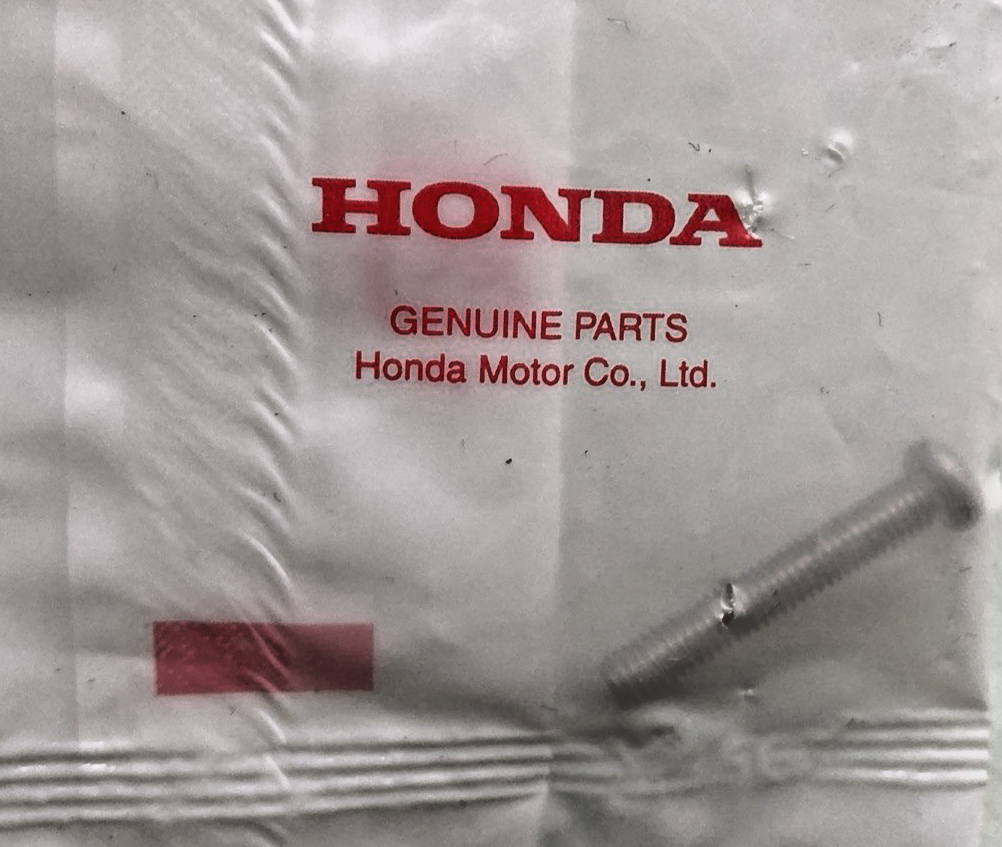 HONDA
GENUINE PARTS
Honda Motor Co., Ltd.